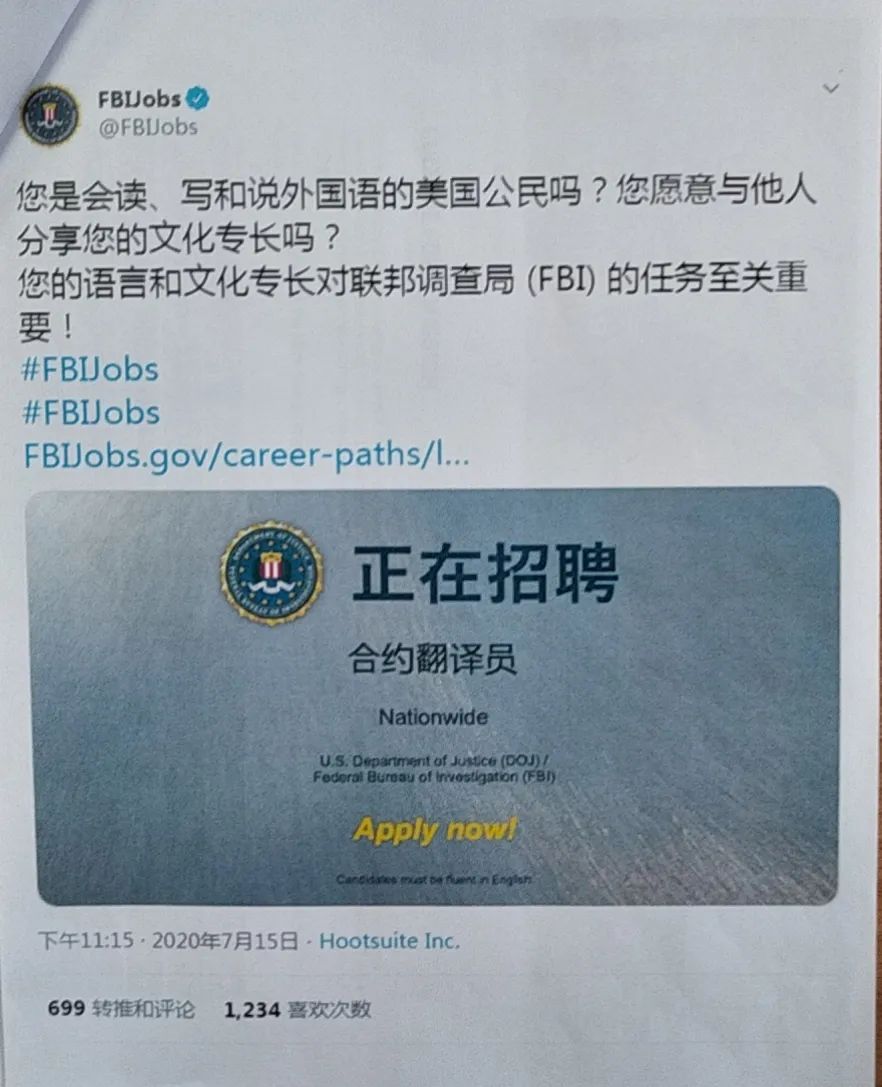 FBIJobs
@FBIJobs
您是会读、写和说外国语的美国公民吗？您愿意与他人
分享您的文化专长吗？
您的语言和文化专长对联邦调查局 (FBI) 的任务至关重
要！
#FBIJobs
#FBIJobs
FBIJobs.gov/career-paths/l...
正在招聘
合约翻译员
Nationwide
U.S. Department of Justice (DOJ) /
Federal Bureau of Investigation (FBI)
Apply now!
Candidates must be fluent in English.
下午11:15 · 2020年7月15日 · Hootsuite Inc.
699 转推和评论 1,234 喜欢次数